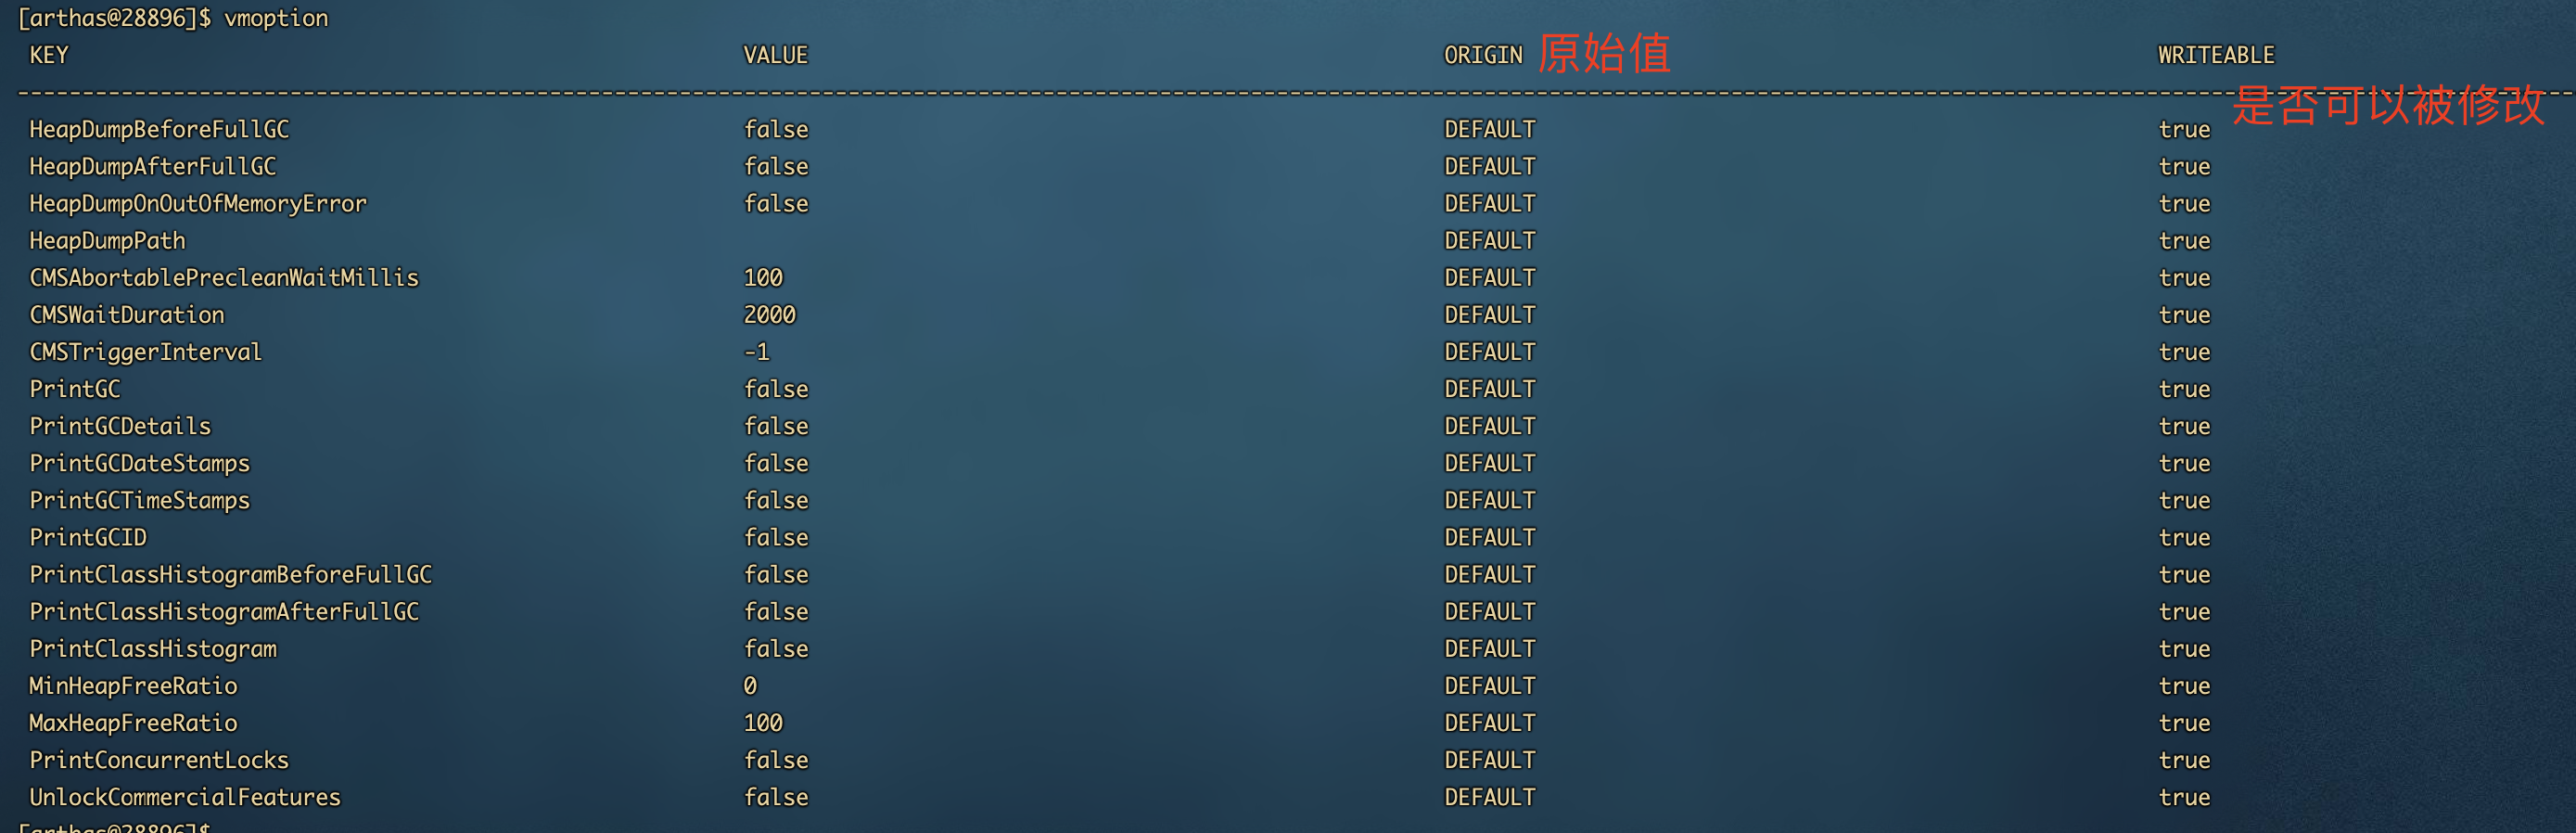 [arthas@28896]$ vmoption
KEY VALUE ORIGIN 原始值 WRITEABLE
--------------------------------------------------------------------------------
是否可以被修改
HeapDumpBeforeFullGC false DEFAULT true
HeapDumpAfterFullGC false DEFAULT true
HeapDumpOnOutOfMemoryError false DEFAULT true
HeapDumpPath DEFAULT true
CMSAbortablePrecleanWaitMillis 100 DEFAULT true
CMSWaitDuration 2000 DEFAULT true
CMSTriggerInterval -1 DEFAULT true
PrintGC false DEFAULT true
PrintGCDetails false DEFAULT true
PrintGCDateStamps false DEFAULT true
PrintGCTimeStamps false DEFAULT true
PrintGCID false DEFAULT true
PrintClassHistogramBeforeFullGC false DEFAULT true
PrintClassHistogramAfterFullGC false DEFAULT true
PrintClassHistogram false DEFAULT true
MinHeapFreeRatio 0 DEFAULT true
MaxHeapFreeRatio 100 DEFAULT true
PrintConcurrentLocks false DEFAULT true
UnlockCommercialFeatures false DEFAULT true
[arthas@28896]$